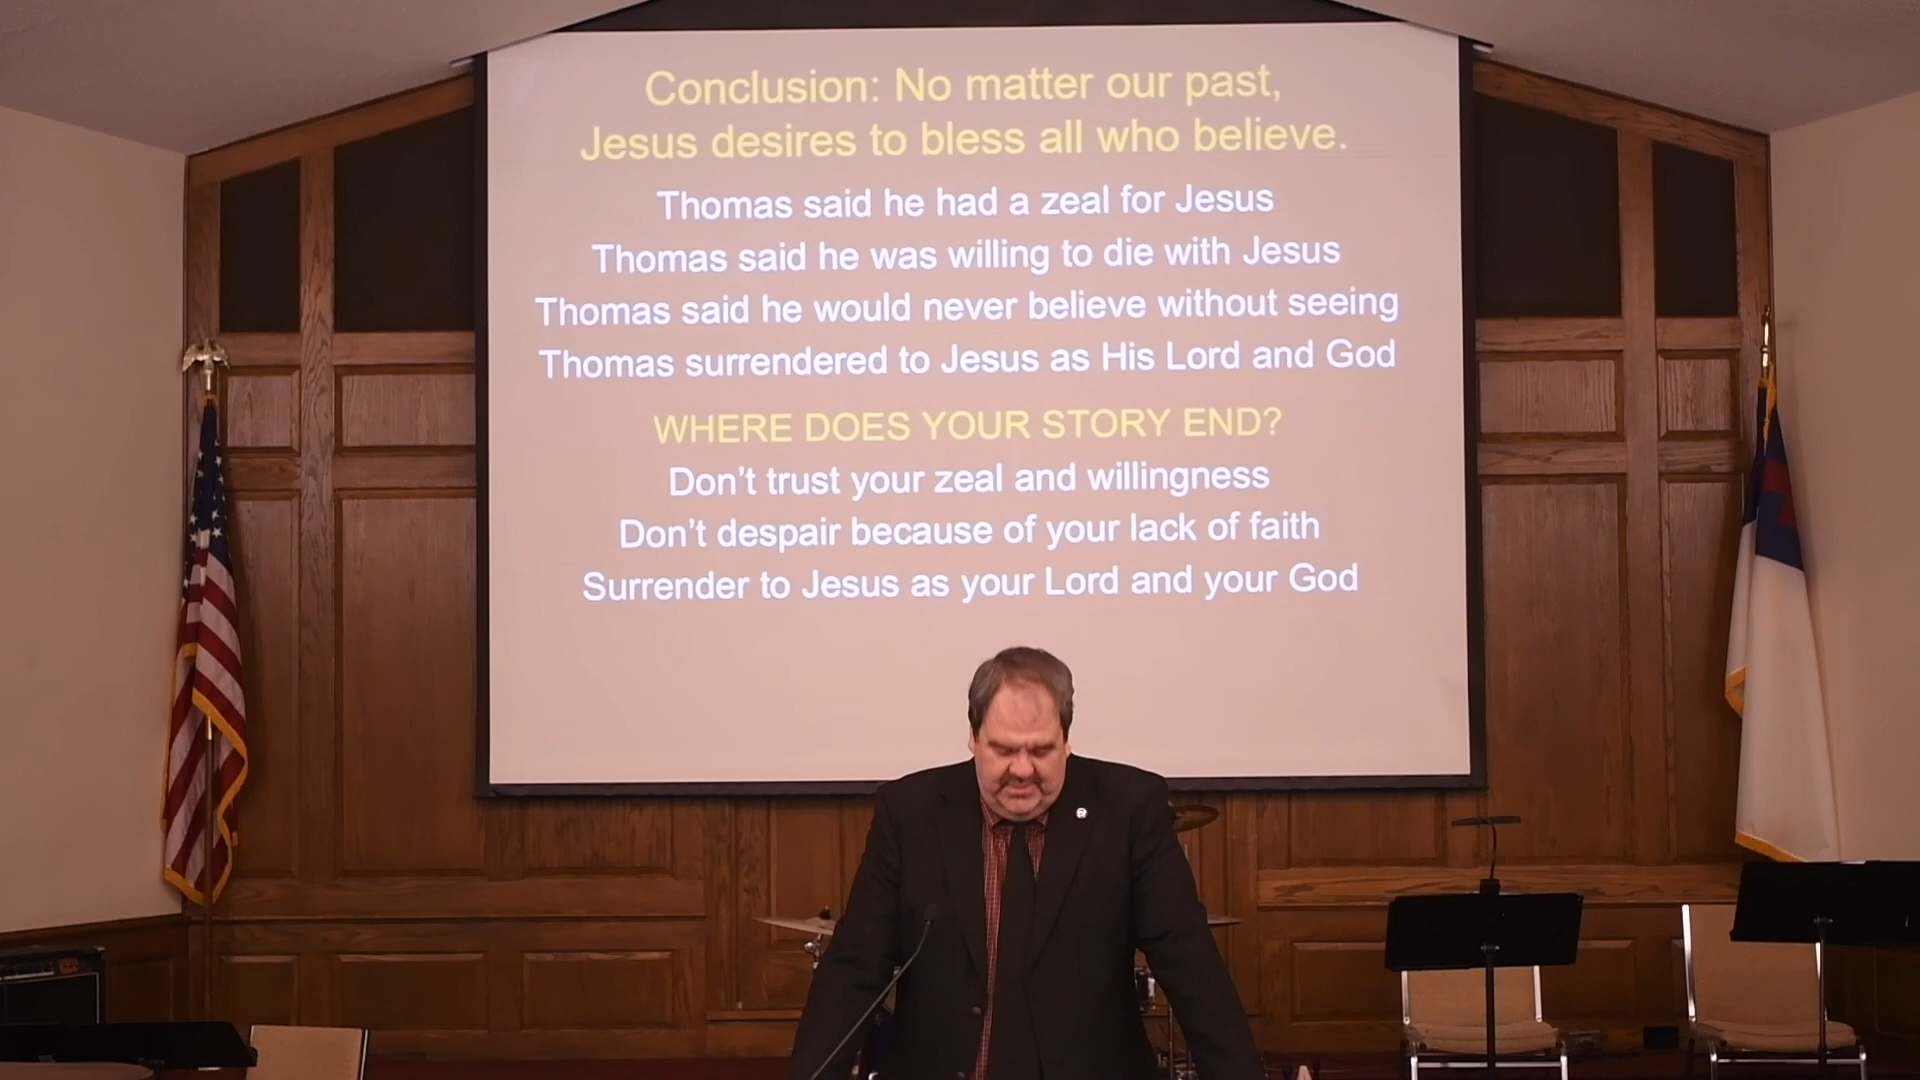 Conclusion: No matter our past,
Jesus desires to bless all who believe.
Thomas said he had a zeal for Jesus
Thomas said he was willing to die with Jesus
Thomas said he would never believe without seeing
Thomas surrendered to Jesus as His Lord and God
WHERE DOES YOUR STORY END?
Don’t trust your zeal and willingness
Don’t despair because of your lack of faith
Surrender to Jesus as your Lord and your God